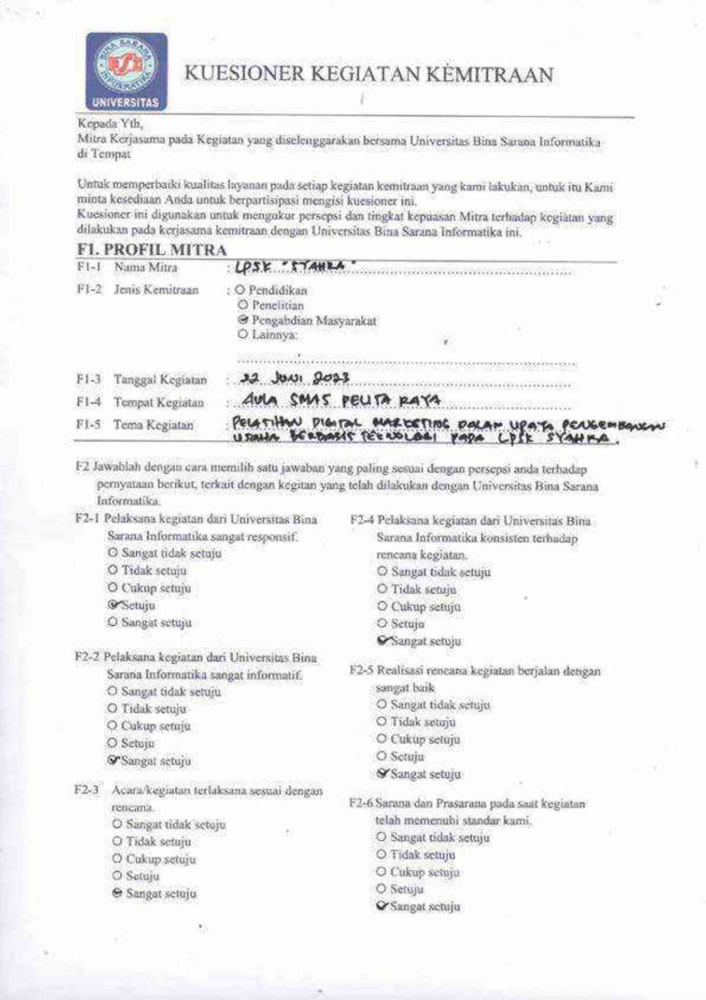 BINA SARANA
INFORMATIKA
UNIVERSITAS
KUESIONER KEGIATAN KEMITRAAN
Kepada Yth,
Mitra Kerjasama pada Kegiatan yang diselenggarakan bersama Universitas Bina Sarana Informatika
di Tempat
Untuk memperbaiki kualitas layanan pada setiap kegiatan kemitraan yang kami lakukan, untuk itu Kami
minta kesediaan Anda untuk berpartisipasi mengisi kuesioner ini.
Kuesioner ini digunakan untuk mengukur persepsi dan tingkat kepuasan Mitra terhadap kegiatan yang
dilakukan pada kerjasama kemitraan dengan Universitas Bina Sarana Informatika ini.
F1. PROFIL MITRA
F1-1 Nama Mitra : LPSK "SYAHRA"
F1-2 Jenis Kemitraan : O Pendidikan
O Penelitian
O Pengabdian Masyarakat
O Lainnya:
F1-3 Tanggal Kegiatan : 22 JUNI 2023
F1-4 Tempat Kegiatan : AULA SMAS PELITA RAYA
F1-5 Tema Kegiatan : PELATIHAN DIGITAL MARKETING DALAM UPAYA PENGEMBANGAN
USAHA BERBASIS TEKNOLOGI PADA LPSK SYAHRA.
F2 Jawablah dengan cara memilih satu jawaban yang paling sesuai dengan persepsi anda terhadap
pernyataan berikut, terkait dengan kegitan yang telah dilakukan dengan Universitas Bina Sarana
Informatika.
F2-1 Pelaksana kegiatan dari Universitas Bina
Sarana Informatika sangat responsif.
O Sangat tidak setuju
O Tidak setuju
O Cukup setuju
O Setuju
O Sangat setuju
F2-2 Pelaksana kegiatan dari Universitas Bina
Sarana Informatika sangat informatif.
O Sangat tidak setuju
O Tidak setuju
O Cukup setuju
O Setuju
O Sangat setuju
F2-3 Acara/kegiatan terlaksana sesuai dengan
rencana.
O Sangat tidak setuju
O Tidak setuju
O Cukup setuju
O Setuju
O Sangat setuju
F2-4 Pelaksana kegiatan dari Universitas Bina
Sarana Informatika konsisten terhadap
rencana kegiatan.
O Sangat tidak setuju
O Tidak setuju
O Cukup setuju
O Setuju
O Sangat setuju
F2-5 Realisasi rencana kegiatan berjalan dengan
sangat baik
O Sangat tidak setuju
O Tidak setuju
O Cukup setuju
O Setuju
O Sangat setuju
F2-6 Sarana dan Prasarana pada saat kegiatan
telah memenuhi standar kami.
O Sangat tidak setuju
O Tidak setuju
O Cukup setuju
O Setuju
O Sangat setuju